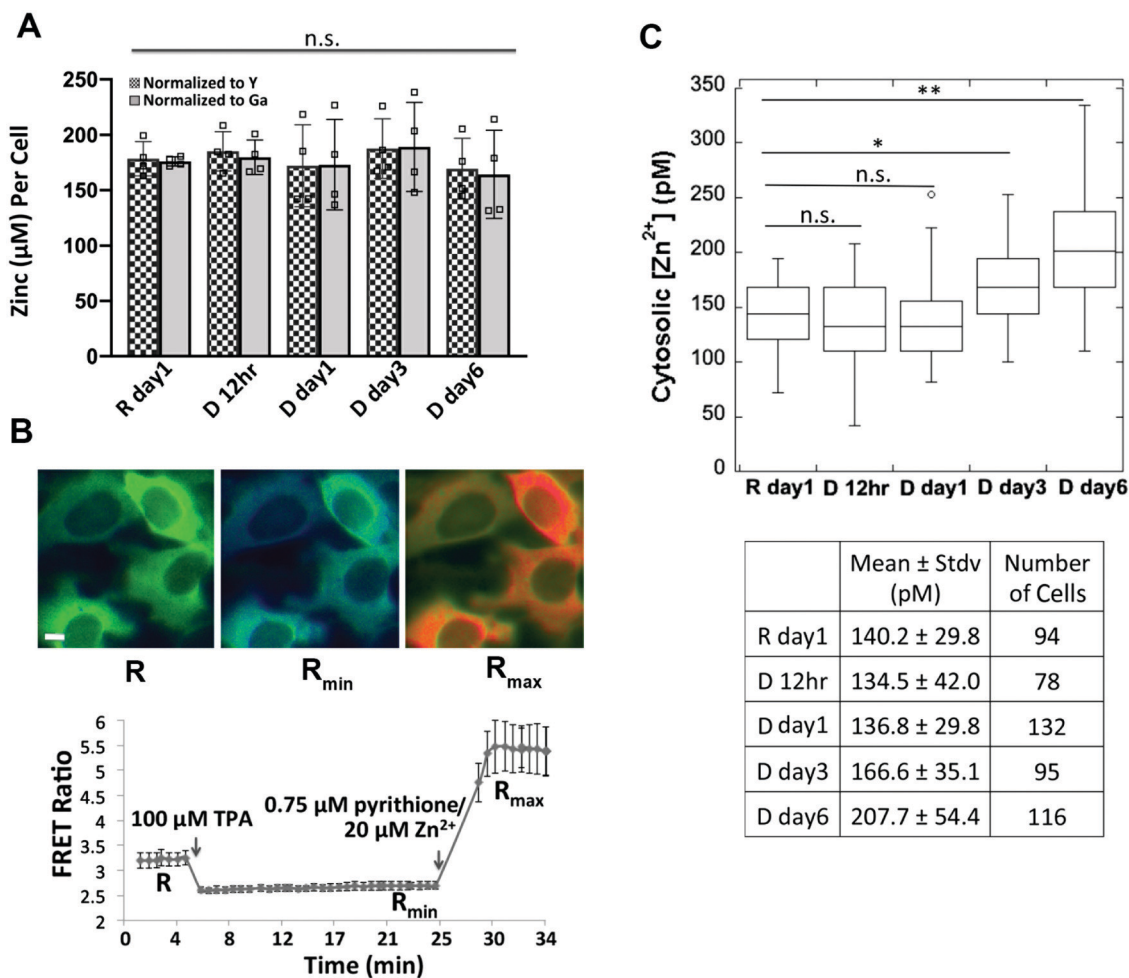 A
n.s.
Normalized to Y
Normalized to Ga
Zinc (µM) Per Cell
250
200
150
100
50
0
R day1
D 12hr
D day1
D day3
D day6
B
R
Rmin
Rmax
FRET Ratio
6
5.5
5
4.5
4
3.5
3
2.5
2
100 µM TPA
0.75 µM pyrithione/
20 µM Zn2+
R
Rmin
Rmax
0 4 8 13 17 21 25 30 34
Time (min)
C
Cytosolic [Zn2+] (pM)
350
300
250
200
150
100
50
0
**
*
n.s.
n.s.
R day1 D 12hr D day1 D day3 D day6
Mean ± Stdv Number
(pM) of Cells
R day1 140.2 ± 29.8 94
D 12hr 134.5 ± 42.0 78
D day1 136.8 ± 29.8 132
D day3 166.6 ± 35.1 95
D day6 207.7 ± 54.4 116